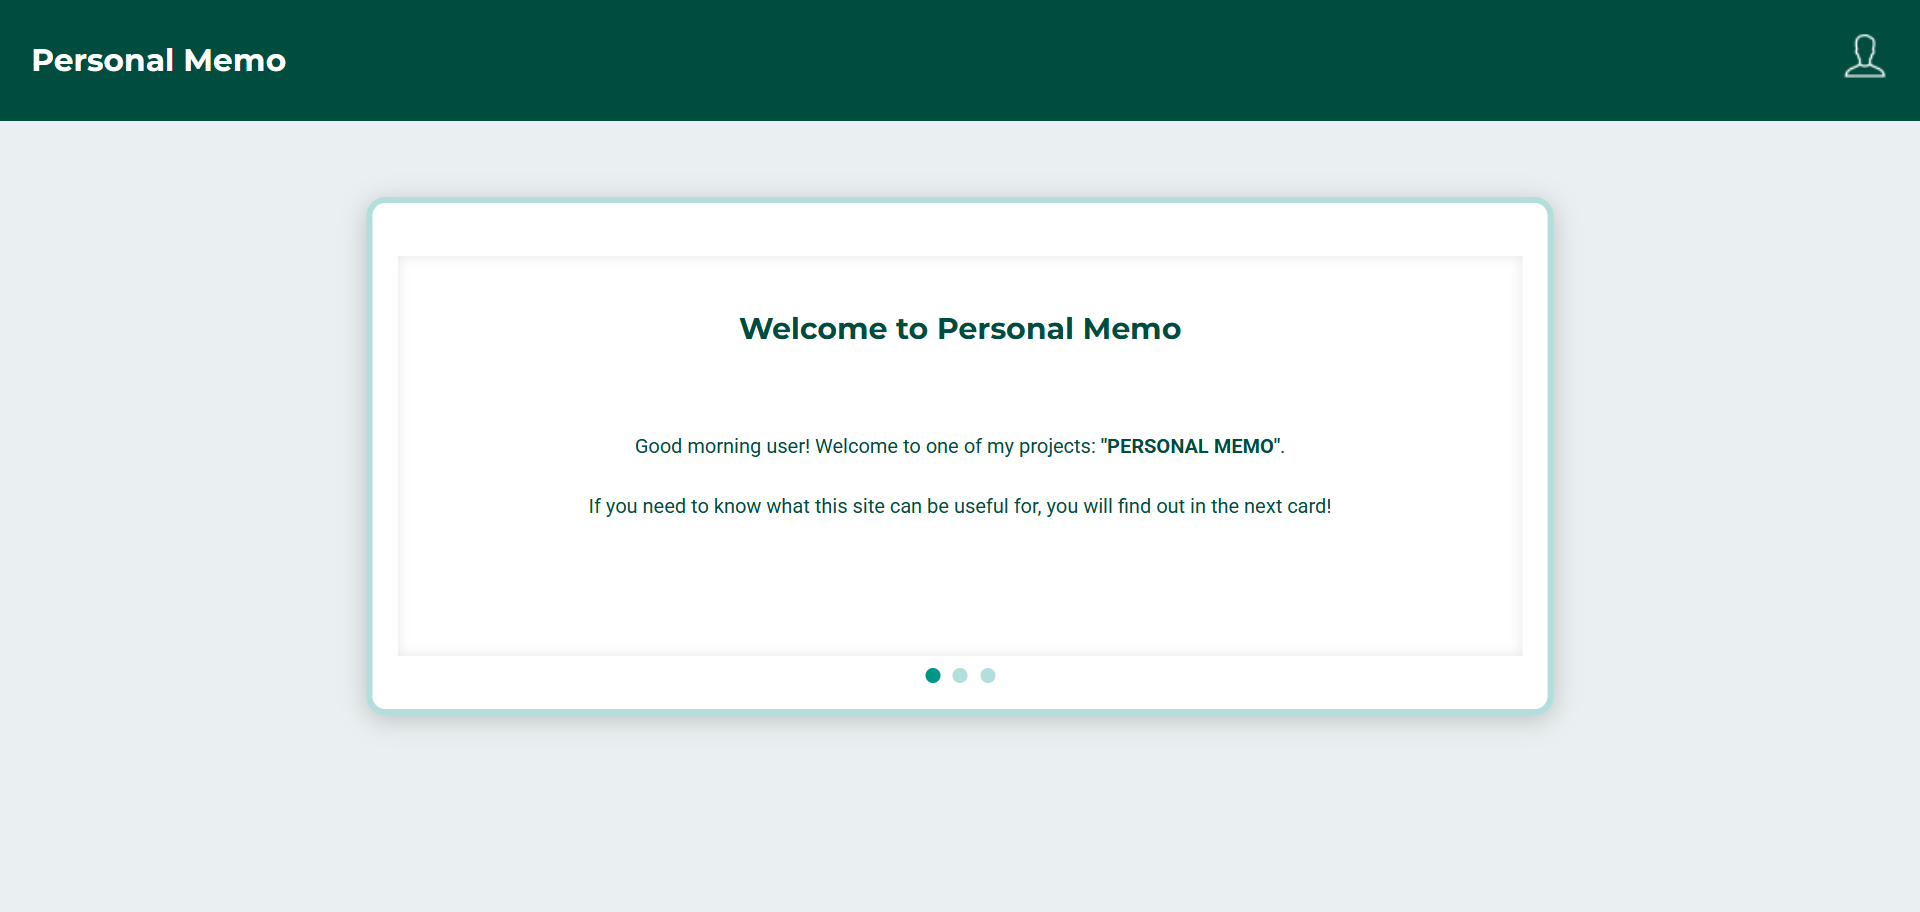 Personal Memo
Welcome to Personal Memo
Good morning user! Welcome to one of my projects: "PERSONAL MEMO".
If you need to know what this site can be useful for, you will find out in the next card!